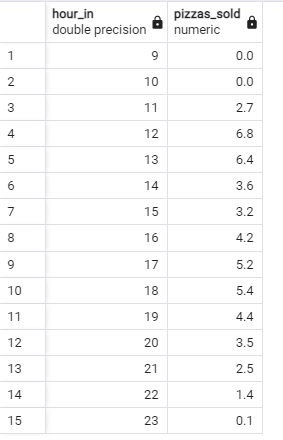 hour_in pizzas_sold
double precision numeric
1 9 0.0
2 10 0.0
3 11 2.7
4 12 6.8
5 13 6.4
6 14 3.6
7 15 3.2
8 16 4.2
9 17 5.2
10 18 5.4
11 19 4.4
12 20 3.5
13 21 2.5
14 22 1.4
15 23 0.1